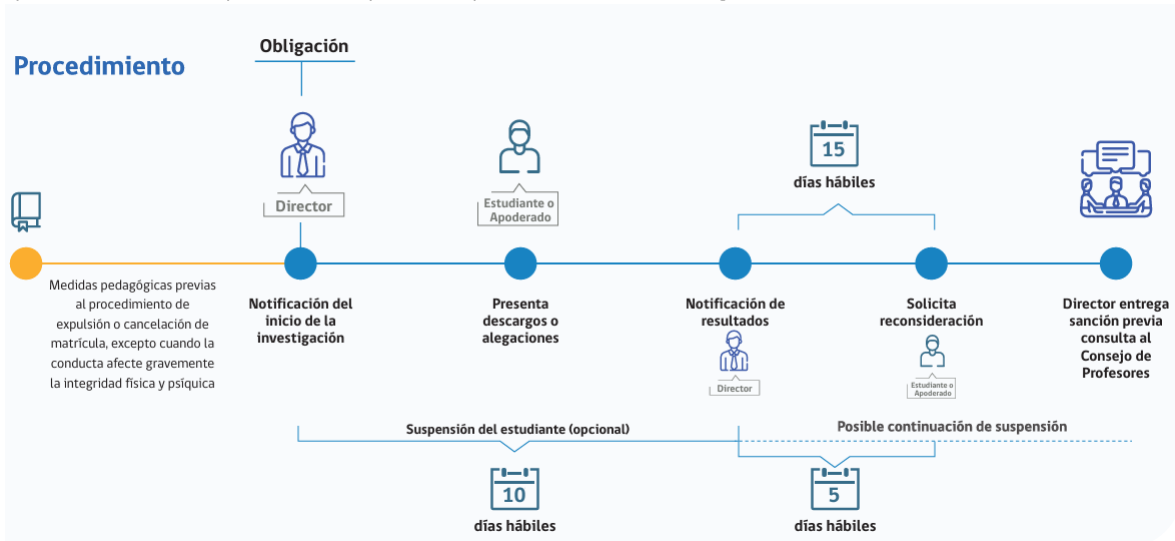 Procedimiento
Obligación
Director
Estudiante o
Apoderado
15
días hábiles
Medidas pedagógicas previas
al procedimiento de
expulsión o cancelación de
matrícula, excepto cuando la
conducta afecte gravemente
la integridad física y psíquica
Notificación del
inicio de la
investigación
Presenta
descargos o
alegaciones
Notificación de
resultados
Director
Solicita
reconsideración
Estudiante o
Apoderado
Director entrega
sanción previa
consulta al
Consejo de
Profesores
Suspensión del estudiante (opcional)
Posible continuación de suspensión
10
días hábiles
5
días hábiles